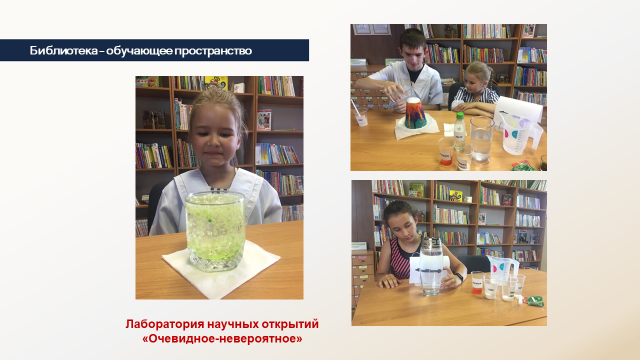 Библиотека – обучающее пространство
Лаборатория научных открытий
«Очевидное-невероятное»